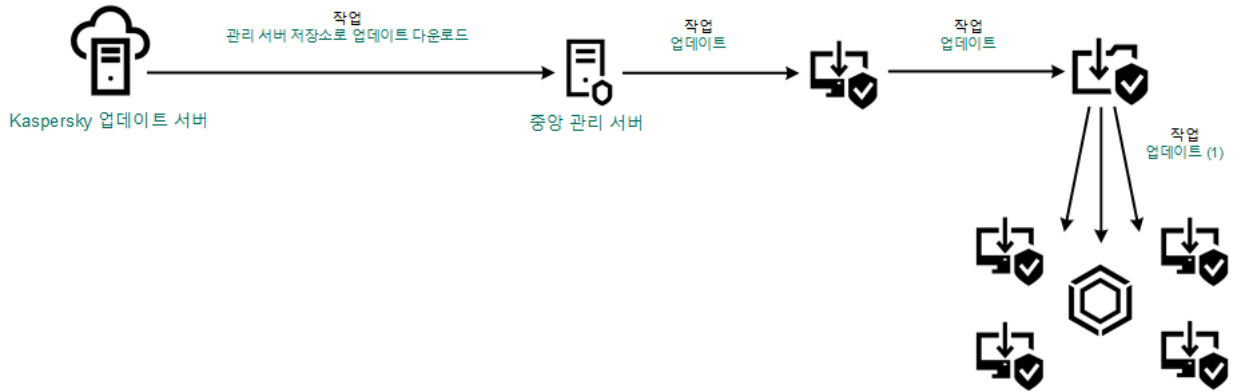 작업
관리 서버 저장소로 업데이트 다운로드
작업
업데이트
작업
업데이트
Kaspersky 업데이트 서버
중앙 관리 서버
작업
업데이트 (1)